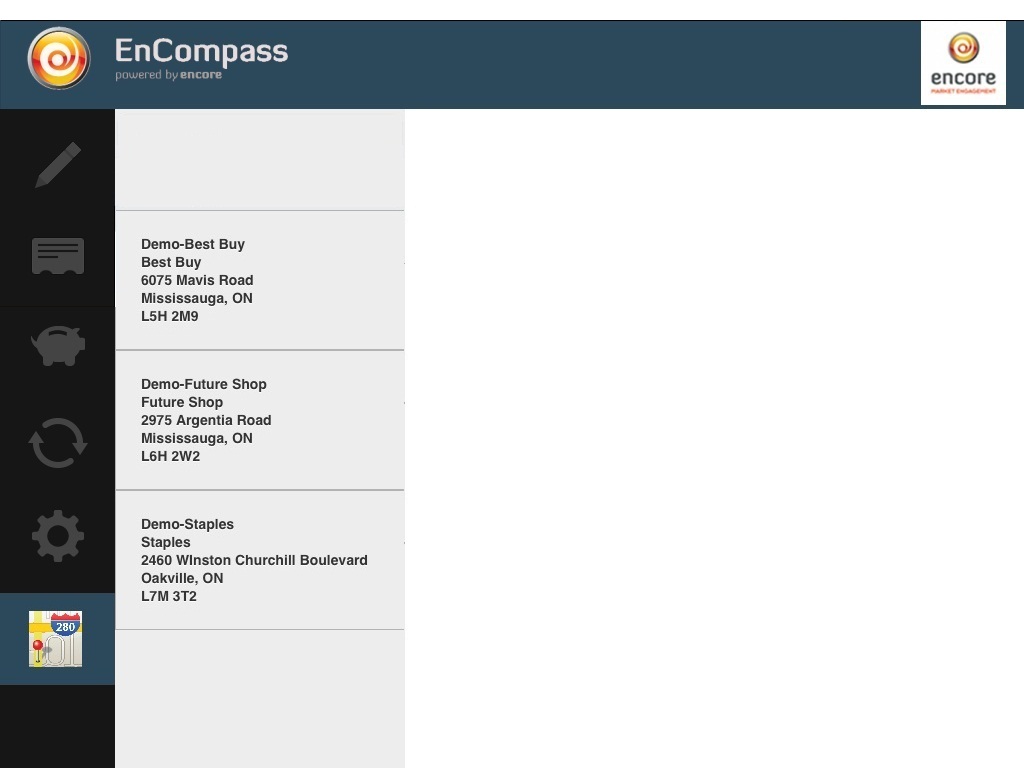 EnCompass
powered by encore
encore
MARKET ENGAGEMENT
Demo-Best Buy
Best Buy
6075 Mavis Road
Mississauga, ON
L5H 2M9
Demo-Future Shop
Future Shop
2975 Argentia Road
Mississauga, ON
L6H 2W2
Demo-Staples
Staples
2460 WInston Churchill Boulevard
Oakville, ON
L7M 3T2
280